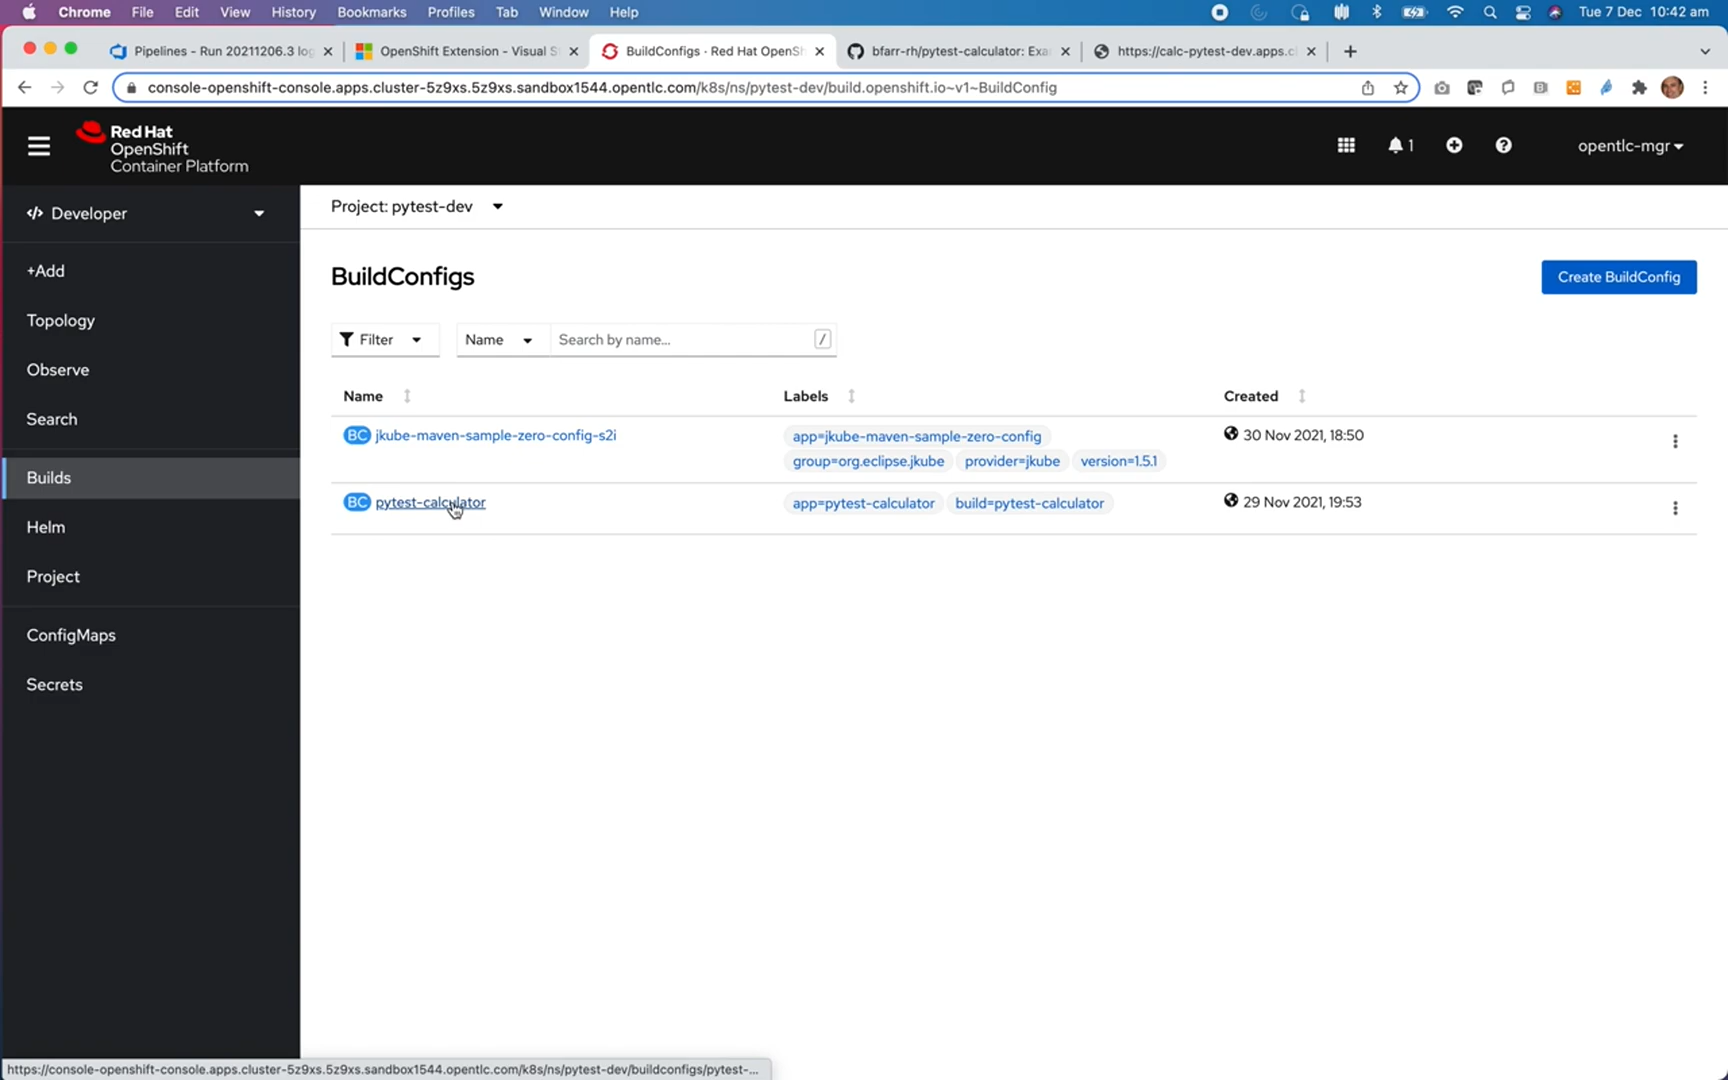 Chrome File Edit View History Bookmarks Profiles Tab Window Help Tue 7 Dec 10:42 am
Pipelines - Run 20211206.3 log OpenShift Extension - Visual S BuildConfigs · Red Hat OpenSh bfarr-rh/pytest-calculator: Exa https://calc-pytest-dev.apps.c
console-openshift-console.apps.cluster-5z9xs.5z9xs.sandbox1544.opentlc.com/k8s/ns/pytest-dev/build.openshift.io~v1~BuildConfig
Red Hat
OpenShift
Container Platform
1
opentlc-mgr
Developer
Project: pytest-dev
+Add
Topology
Observe
Search
Builds
Helm
Project
ConfigMaps
Secrets
BuildConfigs
Create BuildConfig
Filter Name Search by name... /
Name Labels Created
BC jkube-maven-sample-zero-config-s2i app=jkube-maven-sample-zero-config 30 Nov 2021, 18:50
group=org.eclipse.jkube provider=jkube version=1.5.1
BC pytest-calculator app=pytest-calculator build=pytest-calculator 29 Nov 2021, 19:53
https://console-openshift-console.apps.cluster-5z9xs.5z9xs.sandbox1544.opentlc.com/k8s/ns/pytest-dev/buildconfigs/pytest-...